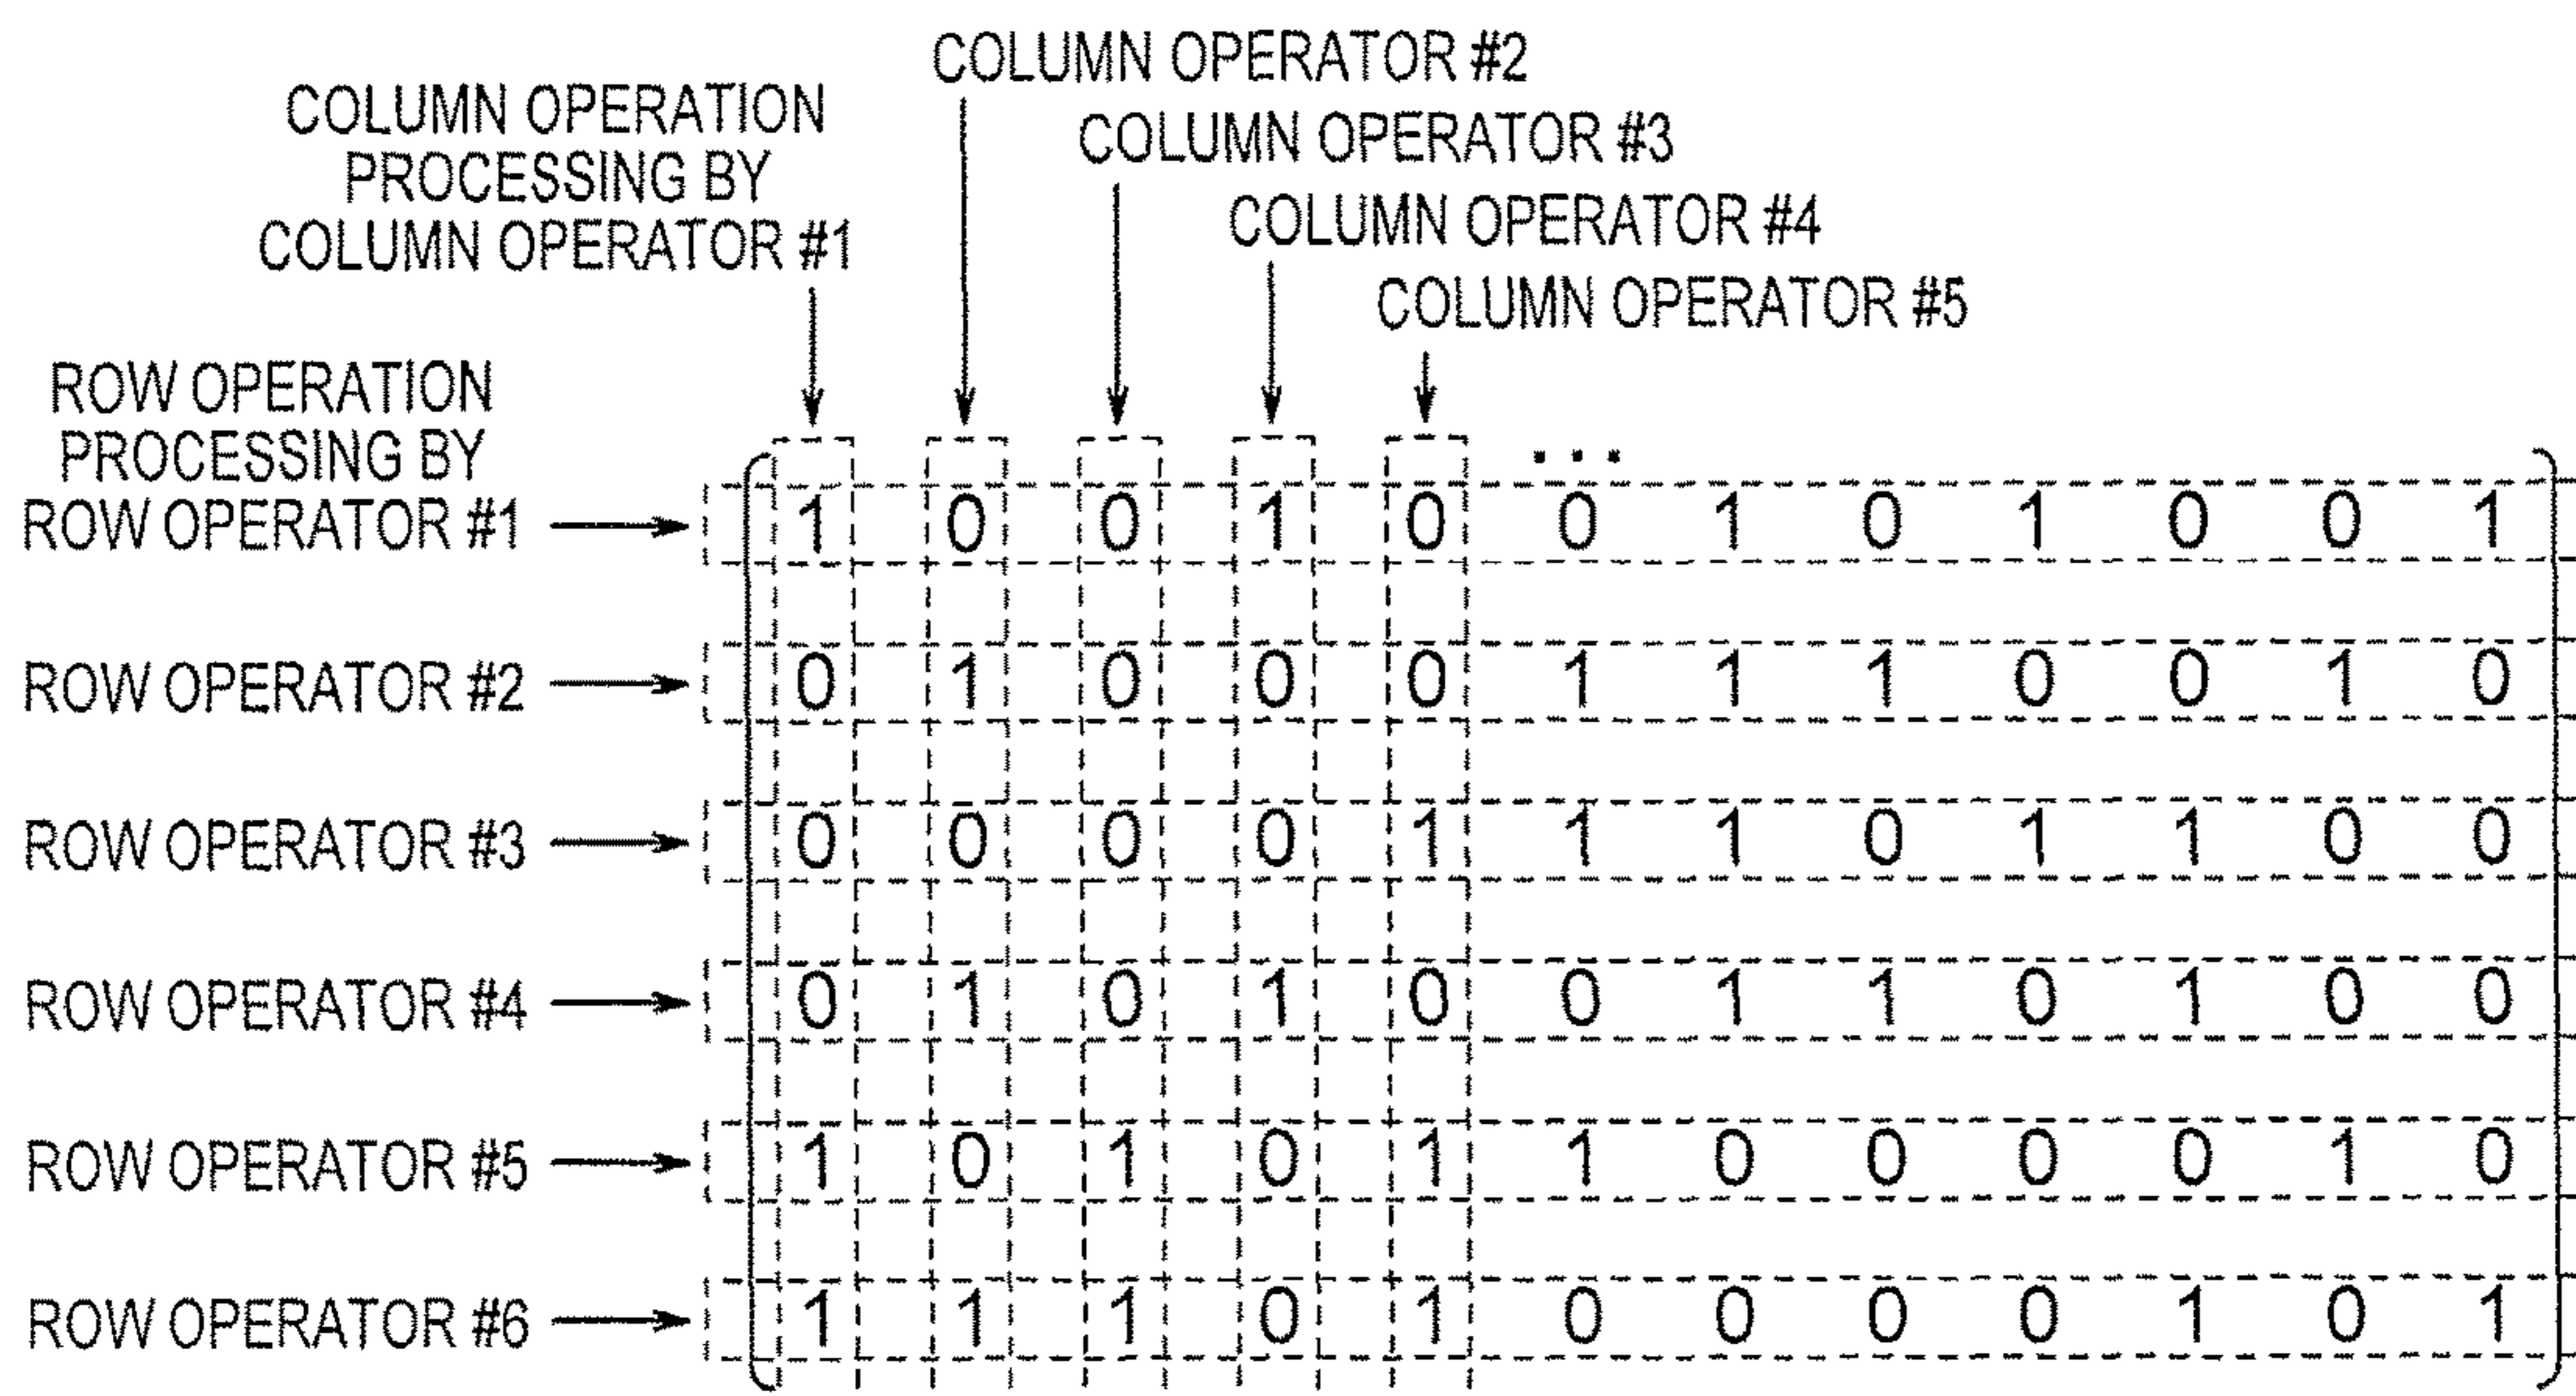 COLUMN OPERATOR #2
COLUMN OPERATION
PROCESSING BY
COLUMN OPERATOR #1
COLUMN OPERATOR #3
COLUMN OPERATOR #4
COLUMN OPERATOR #5
ROW OPERATION
PROCESSING BY
...
ROW OPERATOR #1 1 0 0 1 0 0 1 0 1 0 0 1
ROW OPERATOR #2 0 1 0 0 0 1 1 1 0 0 1 0
ROW OPERATOR #3 0 0 0 0 1 1 1 0 1 1 0 0
ROW OPERATOR #4 0 1 0 1 0 0 1 1 0 1 0 0
ROW OPERATOR #5 1 0 1 0 1 1 0 0 0 0 1 0
ROW OPERATOR #6 1 1 1 0 1 0 0 0 0 1 0 1